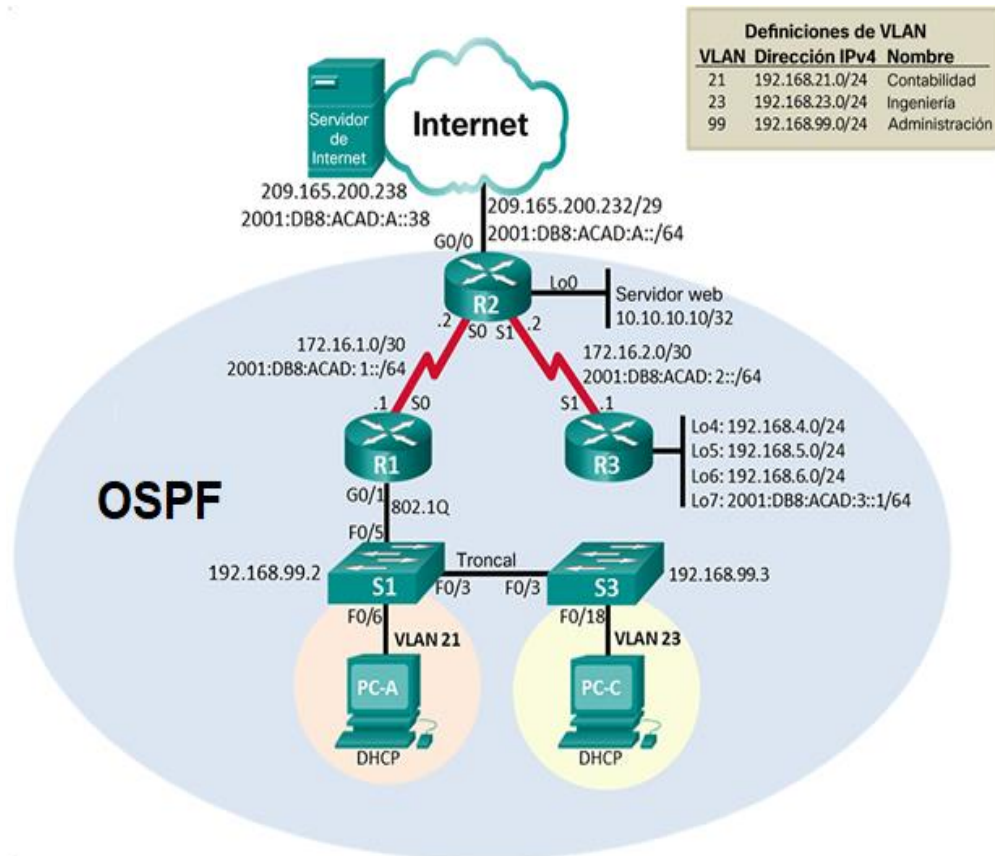 Definiciones de VLAN
VLAN Dirección IPv4 Nombre
21 192.168.21.0/24 Contabilidad
23 192.168.23.0/24 Ingeniería
99 192.168.99.0/24 Administración
Servidor
de
Internet
Internet
209.165.200.238
2001:DB8:ACAD:A::38
209.165.200.232/29
2001:DB8:ACAD:A::/64
G0/0
R2
Lo0
Servidor web
10.10.10.10/32
.2
S0
S1
.2
172.16.1.0/30
2001:DB8:ACAD: 1::/64
172.16.2.0/30
2001:DB8:ACAD: 2::/64
.1
S0
S1
.1
R1
R3
Lo4: 192.168.4.0/24
Lo5: 192.168.5.0/24
Lo6: 192.168.6.0/24
Lo7: 2001:DB8:ACAD:3::1/64
OSPF
G0/1
802.1Q
F0/5
Troncal
192.168.99.2
S1
F0/3
F0/3
S3
192.168.99.3
F0/6
F0/18
VLAN 21
VLAN 23
PC-A
PC-C
DHCP
DHCP